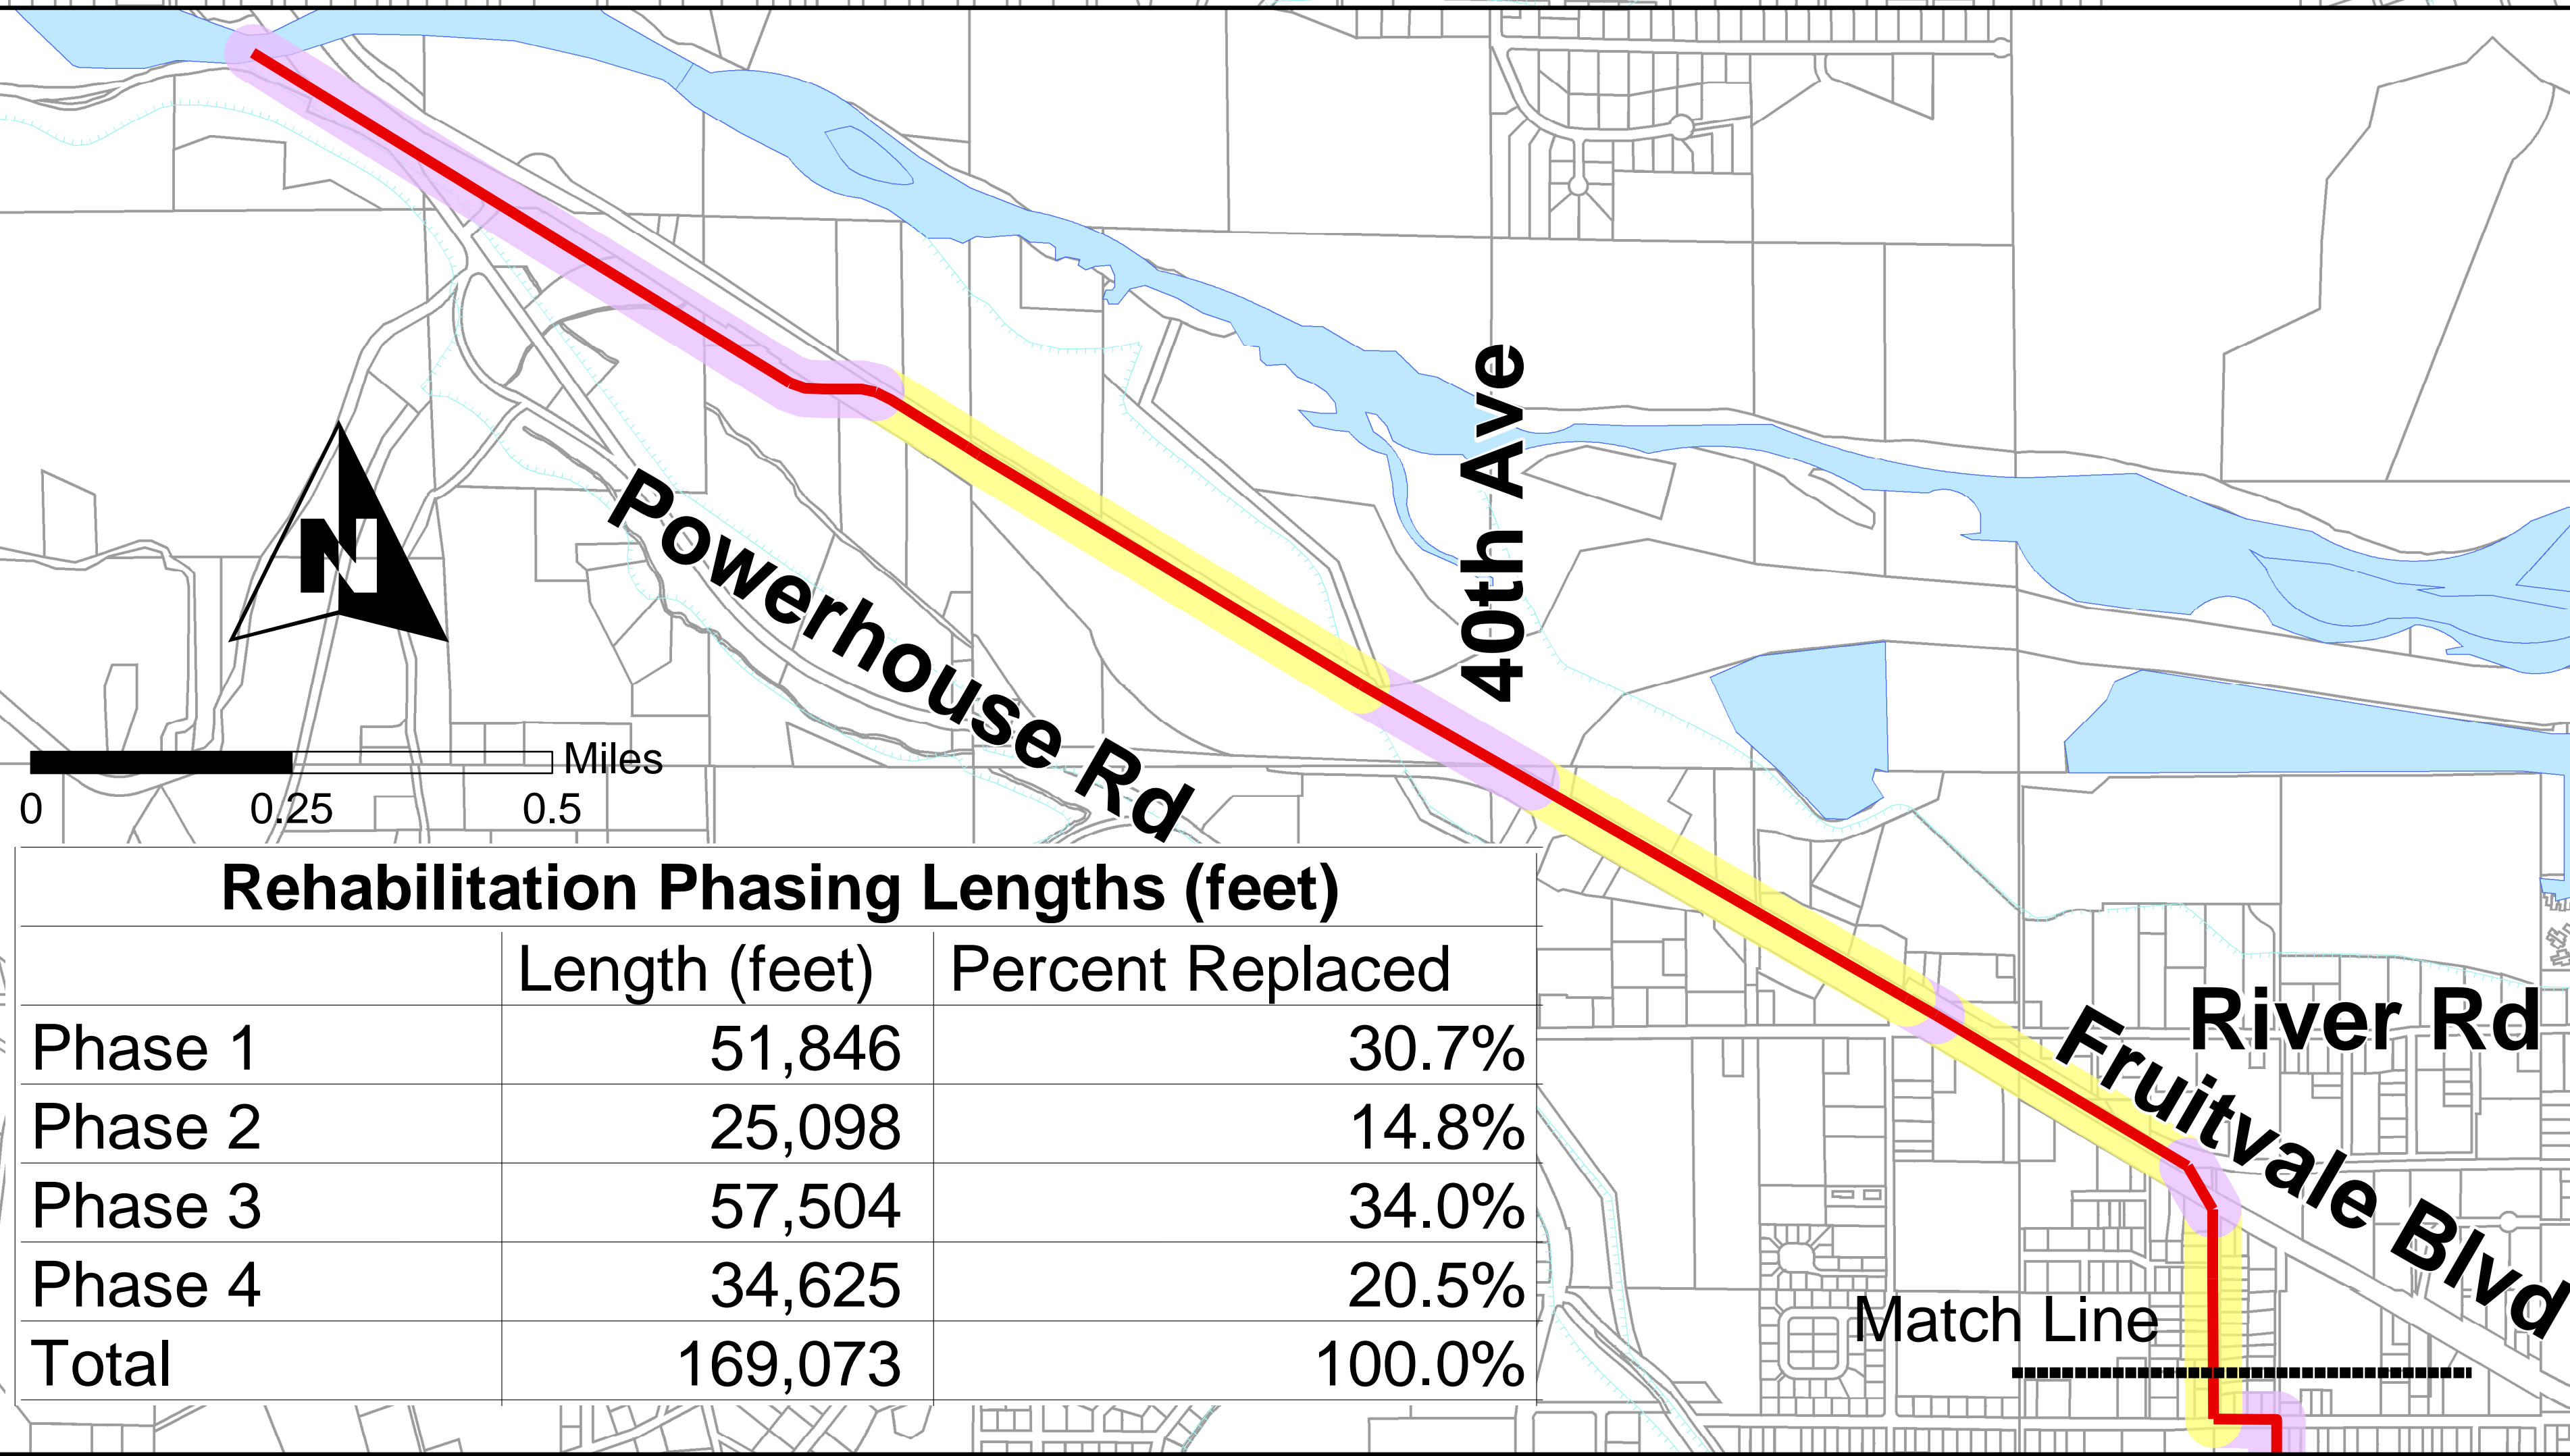 40th Ave
N
Powerhouse Rd
Miles
0 0.25 0.5
Rehabilitation Phasing Lengths (feet)
Length (feet) Percent Replaced
Phase 1 51,846 30.7%
Phase 2 25,098 14.8%
Phase 3 57,504 34.0%
Phase 4 34,625 20.5%
Total 169,073 100.0%
River Rd
Fruitvale Blvd
Match Line